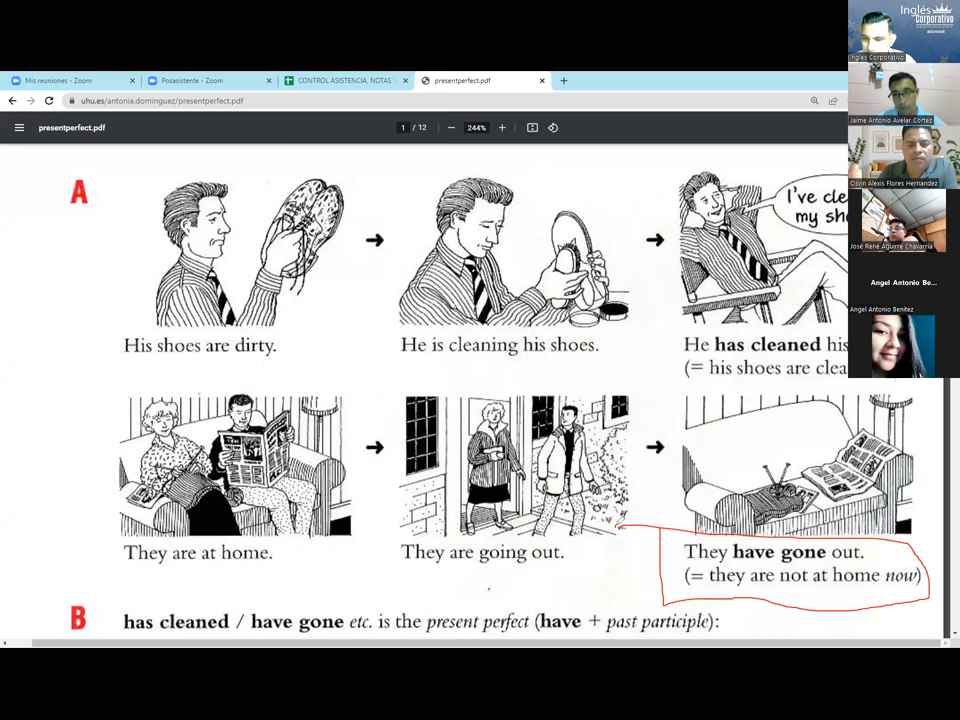 Inglés
Corporativo
Inglés Corporativo
Mis reuniones - Zoom
Posasistente - Zoom
CONTROL ASISTENCIA, NOTAS
presentperfect.pdf
uhu.es/antonia.dominguez/presentperfect.pdf
Jaime Antonio Avelar Cortez
presentperfect.pdf
1 / 12
244%
Osvin Alexis Flores Hernandez
A
I've cle
my sho
José René Aguirre Chavarria
Angel Antonio Be...
Angel Antonio Benitez
His shoes are dirty.
He is cleaning his shoes.
He has cleaned his
(= his shoes are clea
They are at home.
They are going out.
They have gone out.
(= they are not at home now)
B
has cleaned / have gone etc. is the present perfect (have + past participle):